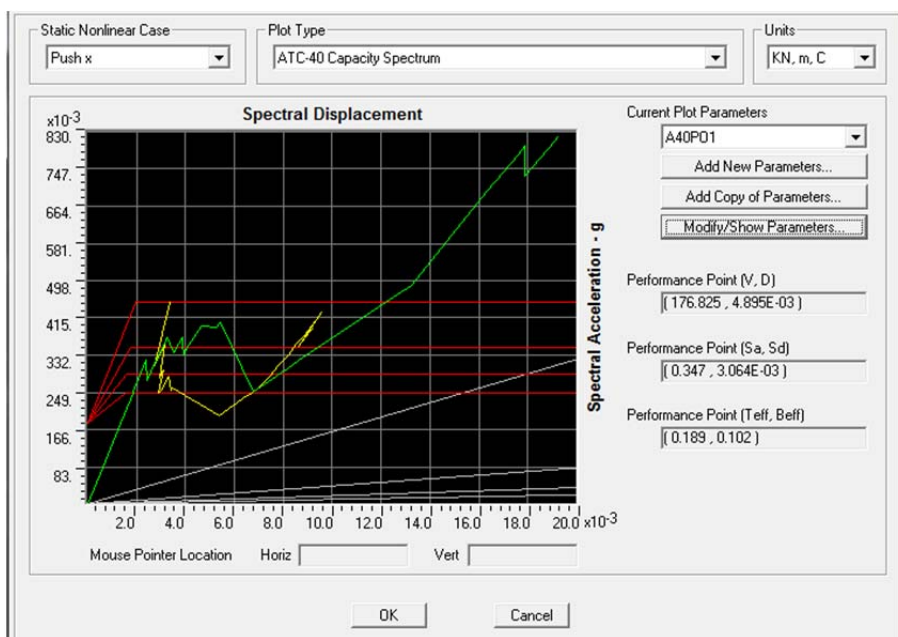 Static Nonlinear Case
Push x
Plot Type
ATC-40 Capacity Spectrum
Units
KN, m, C
Spectral Displacement
x10⁻³
830.
747.
664.
581.
498.
415.
332.
249.
166.
83.
2.0 4.0 6.0 8.0 10.0 12.0 14.0 16.0 18.0 20.0 x10⁻³
Spectral Acceleration - g
Mouse Pointer Location Horiz Vert
Current Plot Parameters
A40PO1
Add New Parameters...
Add Copy of Parameters...
Modify/Show Parameters...
Performance Point (V, D)
( 176.825 , 4.895E-03 )
Performance Point (Sa, Sd)
( 0.347 , 3.064E-03 )
Performance Point (Teff, Beff)
( 0.189 , 0.102 )
OK Cancel